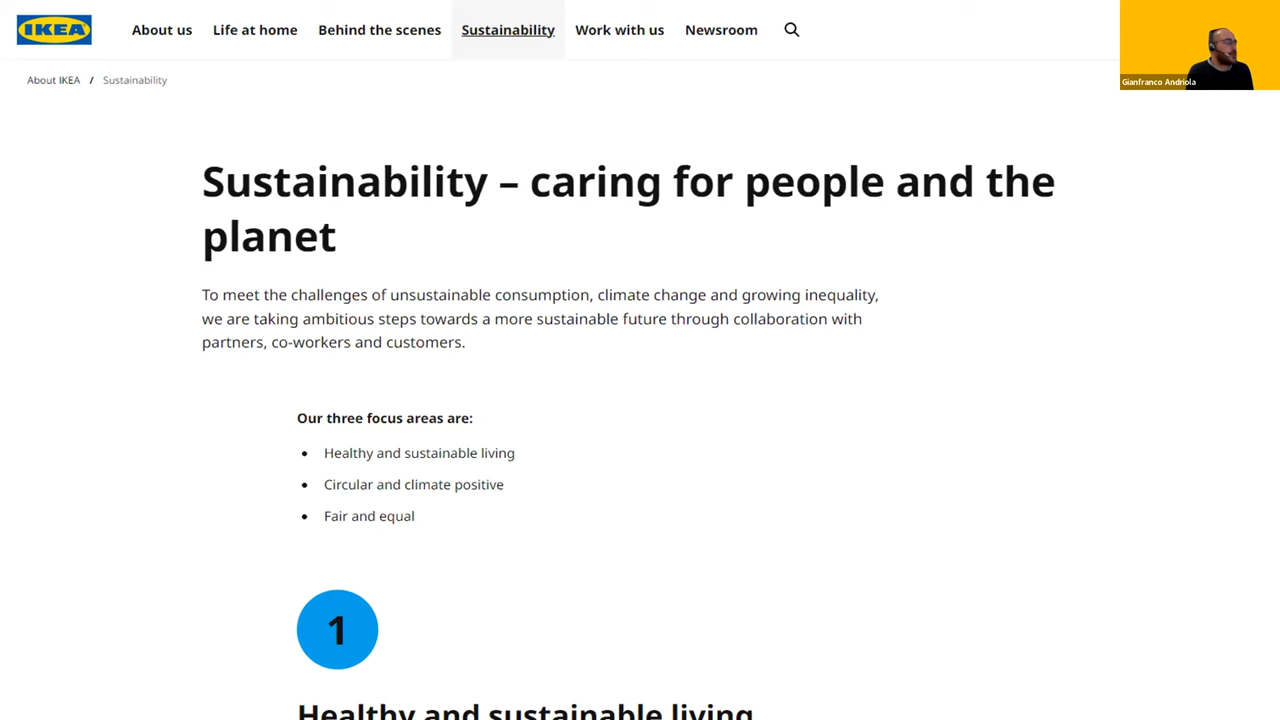 IKEA
About us
Life at home
Behind the scenes
Sustainability
Work with us
Newsroom
Gianfranco Andriola
About IKEA / Sustainability
Sustainability – caring for people and the
planet
To meet the challenges of unsustainable consumption, climate change and growing inequality,
we are taking ambitious steps towards a more sustainable future through collaboration with
partners, co-workers and customers.
Our three focus areas are:
• Healthy and sustainable living
• Circular and climate positive
• Fair and equal
1
Healthy and sustainable living